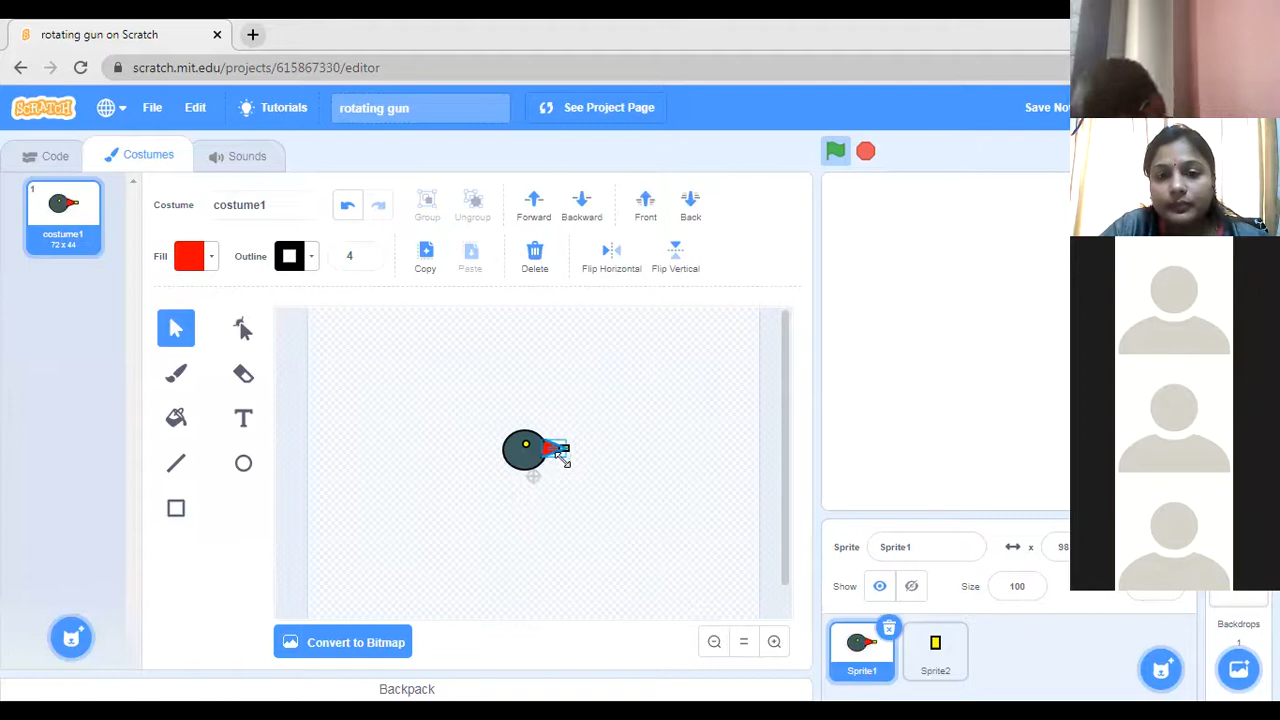 rotating gun on Scratch
scratch.mit.edu/projects/615867330/editor
SCRATCH
File
Edit
Tutorials
rotating gun
See Project Page
Save No
Code
Costumes
Sounds
1
costume1
72 x 44
Costume
costume1
Group
Ungroup
Forward
Backward
Front
Back
Fill
Outline
4
Copy
Paste
Delete
Flip Horizontal
Flip Vertical
T
Convert to Bitmap
Backpack
Sprite
Sprite1
x
98
Show
Size
100
Sprite1
Sprite2
Backdrops
1